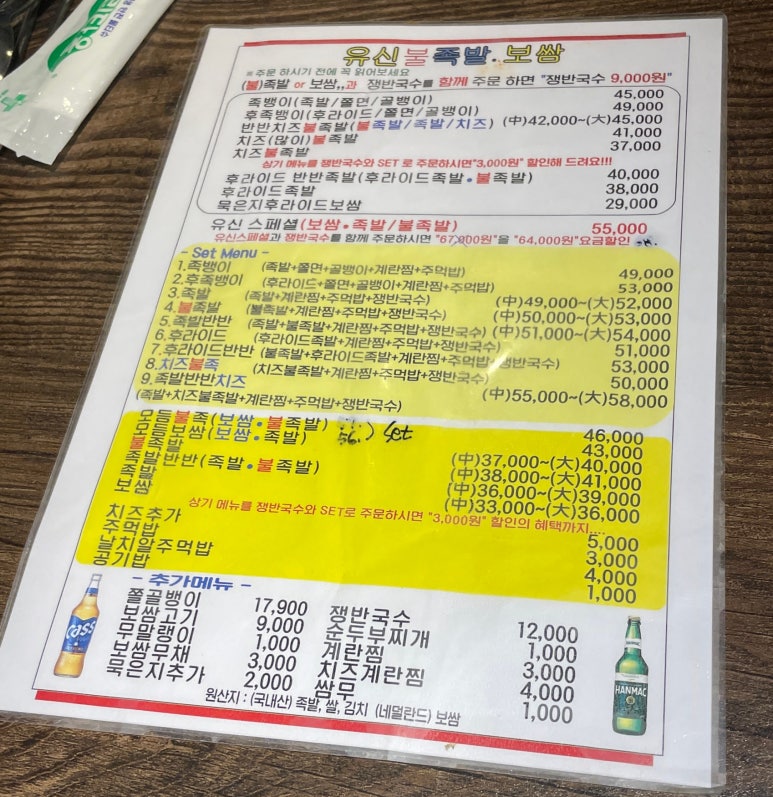 유신불족발.보쌈
※주문 하시기 전에 꼭 읽어보세요
(불)족발 or 보쌈,,과 쟁반국수를 함께 주문 하면 "쟁반국수 9,000원"
족뱅이(족발/쫄면/골뱅이) 45,000
후족뱅이(후라이드/쫄면/골뱅이) 49,000
반반치즈불족발(불족발/족발/치즈) (中)42,000~(大)45,000
치즈(많이)불족발 41,000
치즈불족발 37,000
상기 메뉴를 쟁반국수와 SET로 주문하시면"3,000원" 할인해 드려요!!!
후라이드 반반족발(후라이드족발•불족발) 40,000
후라이드족발 38,000
묵은지후라이드보쌈 29,000
유신 스페셜(보쌈•족발/불족발) 55,000
유신스페셜과 쟁반국수를 함께 주문하시면 "67,000원"을 "64,000원"요금할인
- Set Menu -
1.족뱅이 (족발+쫄면+골뱅이+계란찜+주먹밥) 49,000
2.후족뱅이 (후라이드+쫄면+골뱅이+계란찜+주먹밥) 53,000
3.족발 (족발+계란찜+주먹밥+쟁반국수) (中)49,000~(大)52,000
4.불족발 (불족발+계란찜+주먹밥+쟁반국수) (中)50,000~(大)53,000
5.족발반반 (족발+불족발+계란찜+주먹밥+쟁반국수) (中)51,000~(大)54,000
6.후라이드 (후라이드족발+계란찜+주먹밥+쟁반국수) 51,000
7.후라이드반반 (불족발+후라이드족발+계란찜+주먹밥+쟁반국수) 53,000
8.치즈불족 (치즈불족발+계란찜+주먹밥+쟁반국수) 50,000
9.족발반반치즈 (中)55,000~(大)58,000
(족발+치즈불족발+계란찜+주먹밥+쟁반국수)
모듬불족(보쌈•불족발) 46,000
모듬보쌈(보쌈•족발) 56.) Set 43,000
불족발 (中)37,000~(大)40,000
족발반반(족발•불족발) (中)38,000~(大)41,000
족발 (中)36,000~(大)39,000
보쌈 (中)33,000~(大)36,000
상기 메뉴를 쟁반국수와 SET로 주문하시면 "3,000원" 할인의 혜택까지....
치즈추가 5,000
주먹밥 3,000
날치알주먹밥 4,000
공기밥 1,000
- 추가메뉴 -
쫄골뱅이 17,900
보쌈고기 9,000
무말랭이 1,000
보쌈무채 3,000
묵은지추가 2,000
쟁반국수 12,000
순두부찌개 1,000
계란찜 3,000
치즈계란찜 4,000
쌈무 1,000
원산지 : (국내산) 족발, 쌀, 김치 (네덜란드) 보쌈
Cass
HANMAC